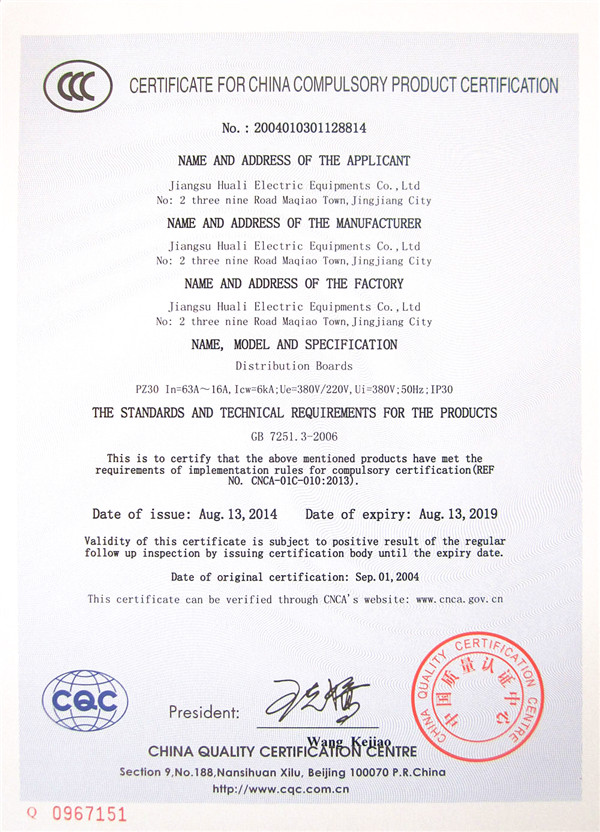 CCC
CERTIFICATE FOR CHINA COMPULSORY PRODUCT CERTIFICATION
No.: 2004010301128814
NAME AND ADDRESS OF THE APPLICANT
Jiangsu Huali Electric Equipments Co.,Ltd
No: 2 three nine Road Maqiao Town,Jingjiang City
NAME AND ADDRESS OF THE MANUFACTURER
Jiangsu Huali Electric Equipments Co.,Ltd
No: 2 three nine Road Maqiao Town,Jingjiang City
NAME AND ADDRESS OF THE FACTORY
Jiangsu Huali Electric Equipments Co.,Ltd
No: 2 three nine Road Maqiao Town,Jingjiang City
NAME, MODEL AND SPECIFICATION
Distribution Boards
PZ30 In=63A～16A,Icw=6kA;Ue=380V/220V,Ui=380V;50Hz;IP30
THE STANDARDS AND TECHNICAL REQUIREMENTS FOR THE PRODUCTS
GB 7251.3-2006
This is to certify that the above mentioned products have met the
requirements of implementation rules for compulsory certification(REF
NO. CNCA-01C-010:2013).
Date of issue: Aug.13,2014 Date of expiry: Aug.13,2019
Validity of this certificate is subject to positive result of the regular
follow up inspection by issuing certification body until the expiry date.
Date of original certification: Sep.01,2004
This certificate can be verified through CNCA's website: www.cnca.gov.cn
CHINA QUALITY CERTIFICATION CENTRE
中国质量认证中心
CQC
President:
Wang Kejiao
CHINA QUALITY CERTIFICATION CENTRE
Section 9,No.188,Nansihuan Xilu, Beijing 100070 P.R.China
http://www.cqc.com.cn
Q 0967151